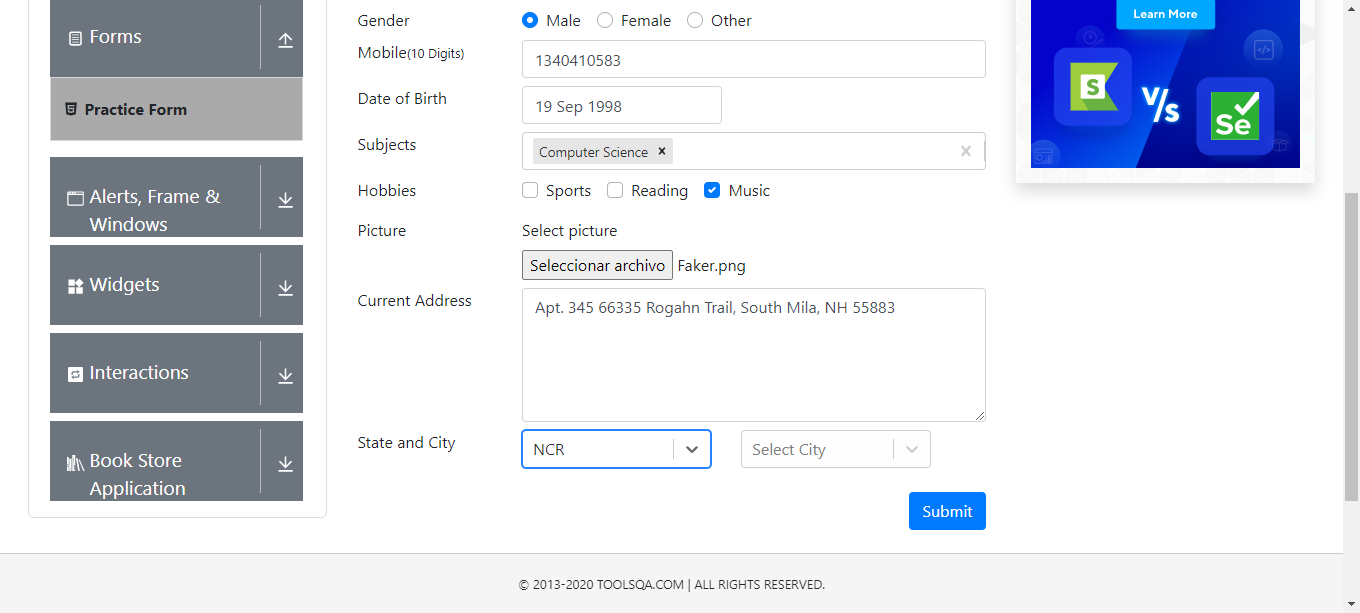 Forms
Practice Form
Alerts, Frame &
Windows
Widgets
Interactions
Book Store
Application
Gender
Male Female Other
Mobile(10 Digits)
1340410583
Date of Birth
19 Sep 1998
Subjects
Computer Science ×
Hobbies
Sports Reading Music
Picture
Select picture
Seleccionar archivo Faker.png
Current Address
Apt. 345 66335 Rogahn Trail, South Mila, NH 55883
State and City
NCR
Select City
Submit
Learn More
S
V/s
Se
© 2013-2020 TOOLSQA.COM | ALL RIGHTS RESERVED.